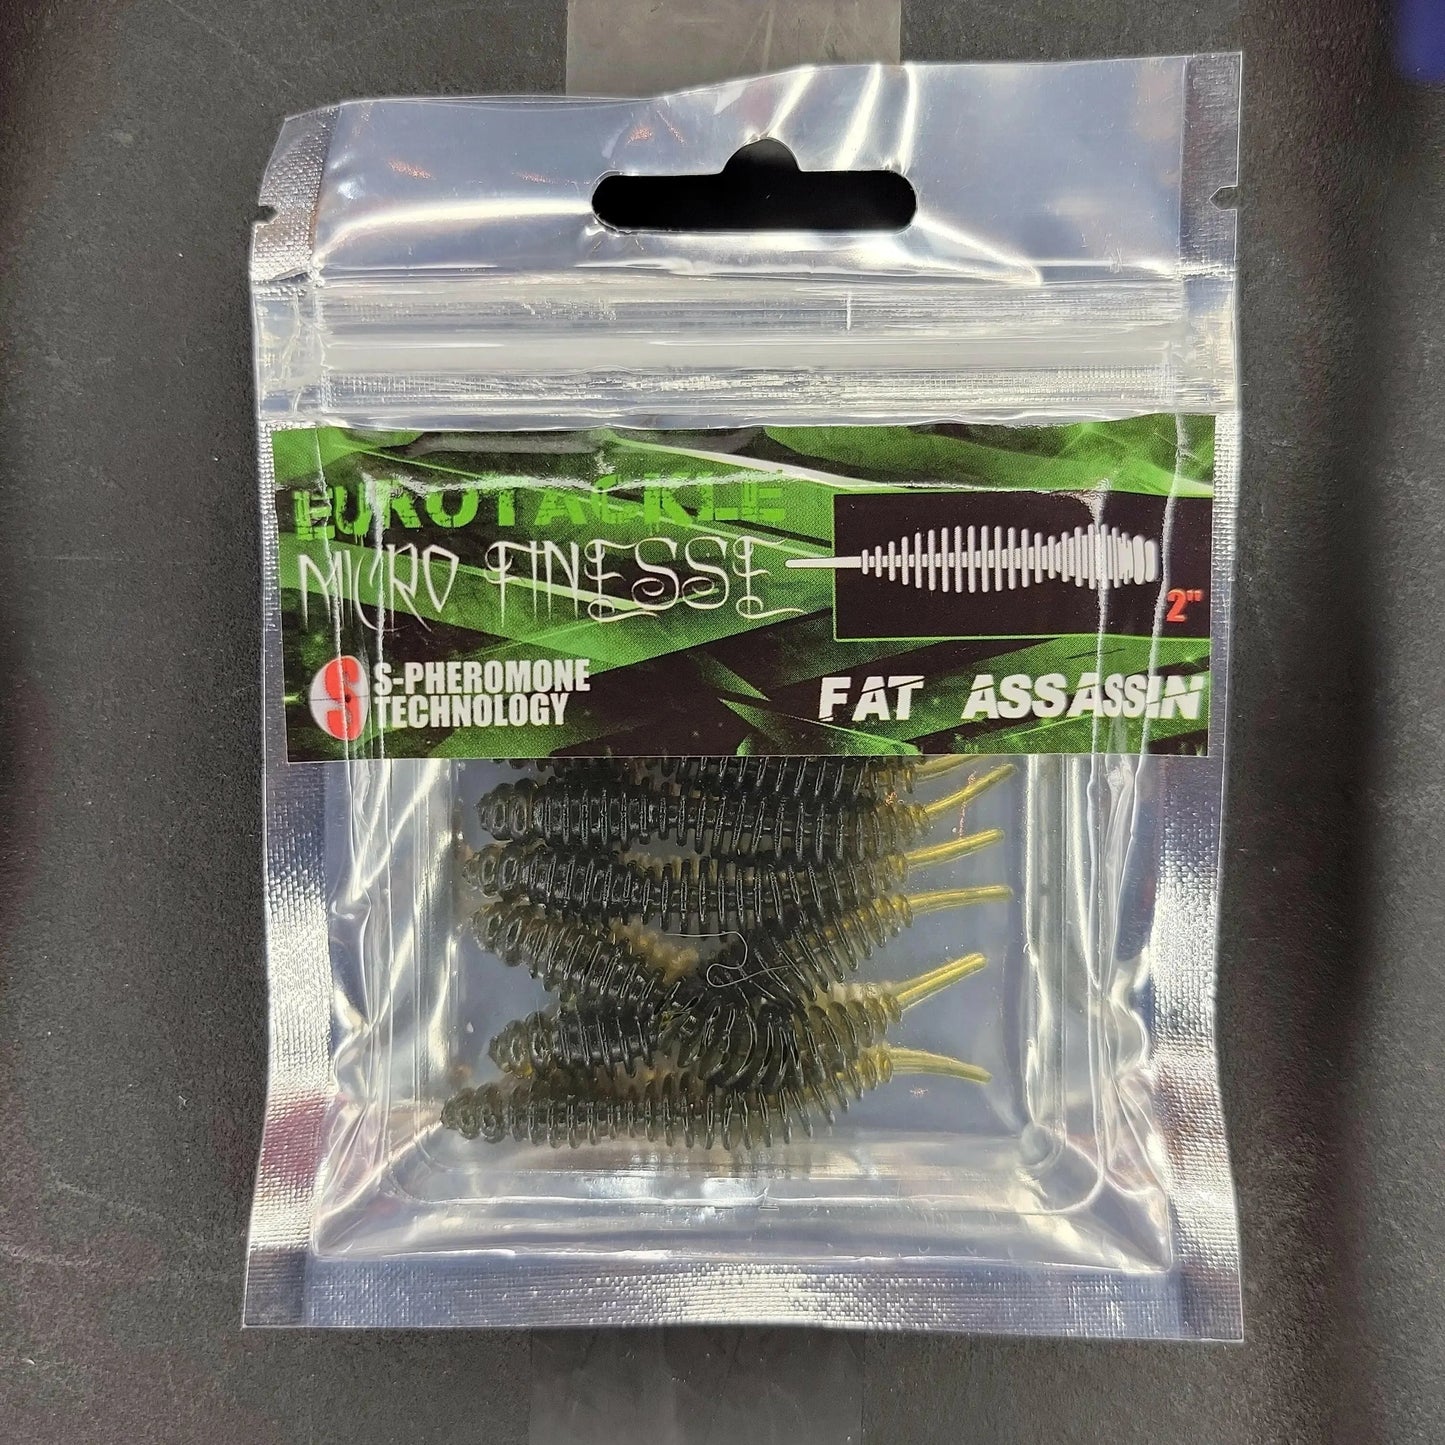 EUROTACKLE
MICRO FINESSE
2"
S S-PHEROMONE
TECHNOLOGY
FAT ASSASSIN